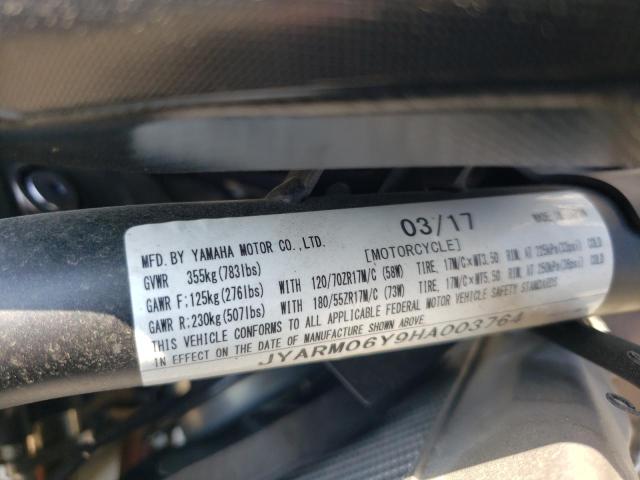 03/17 MADE IN JAPAN
MFD. BY YAMAHA MOTOR CO., LTD. [MOTORCYCLE]
GVWR 355kg(783lbs)
GAWR F:125kg(276lbs) WITH 120/70ZR17M/C (58W) TIRE, 17M/C×MT3.50 RIM, AT 225kPa(33psi) COLD
GAWR R:230kg(507lbs) WITH 180/55ZR17M/C (73W) TIRE, 17M/C×MT5.50 RIM, AT 250kPa(36psi) COLD
THIS VEHICLE CONFORMS TO ALL APPLICABLE FEDERAL MOTOR VEHICLE SAFETY STANDARDS
IN EFFECT ON THE DATE OF MANUFACTURE SHOWN ABOVE.
JYARM06Y9HA003764